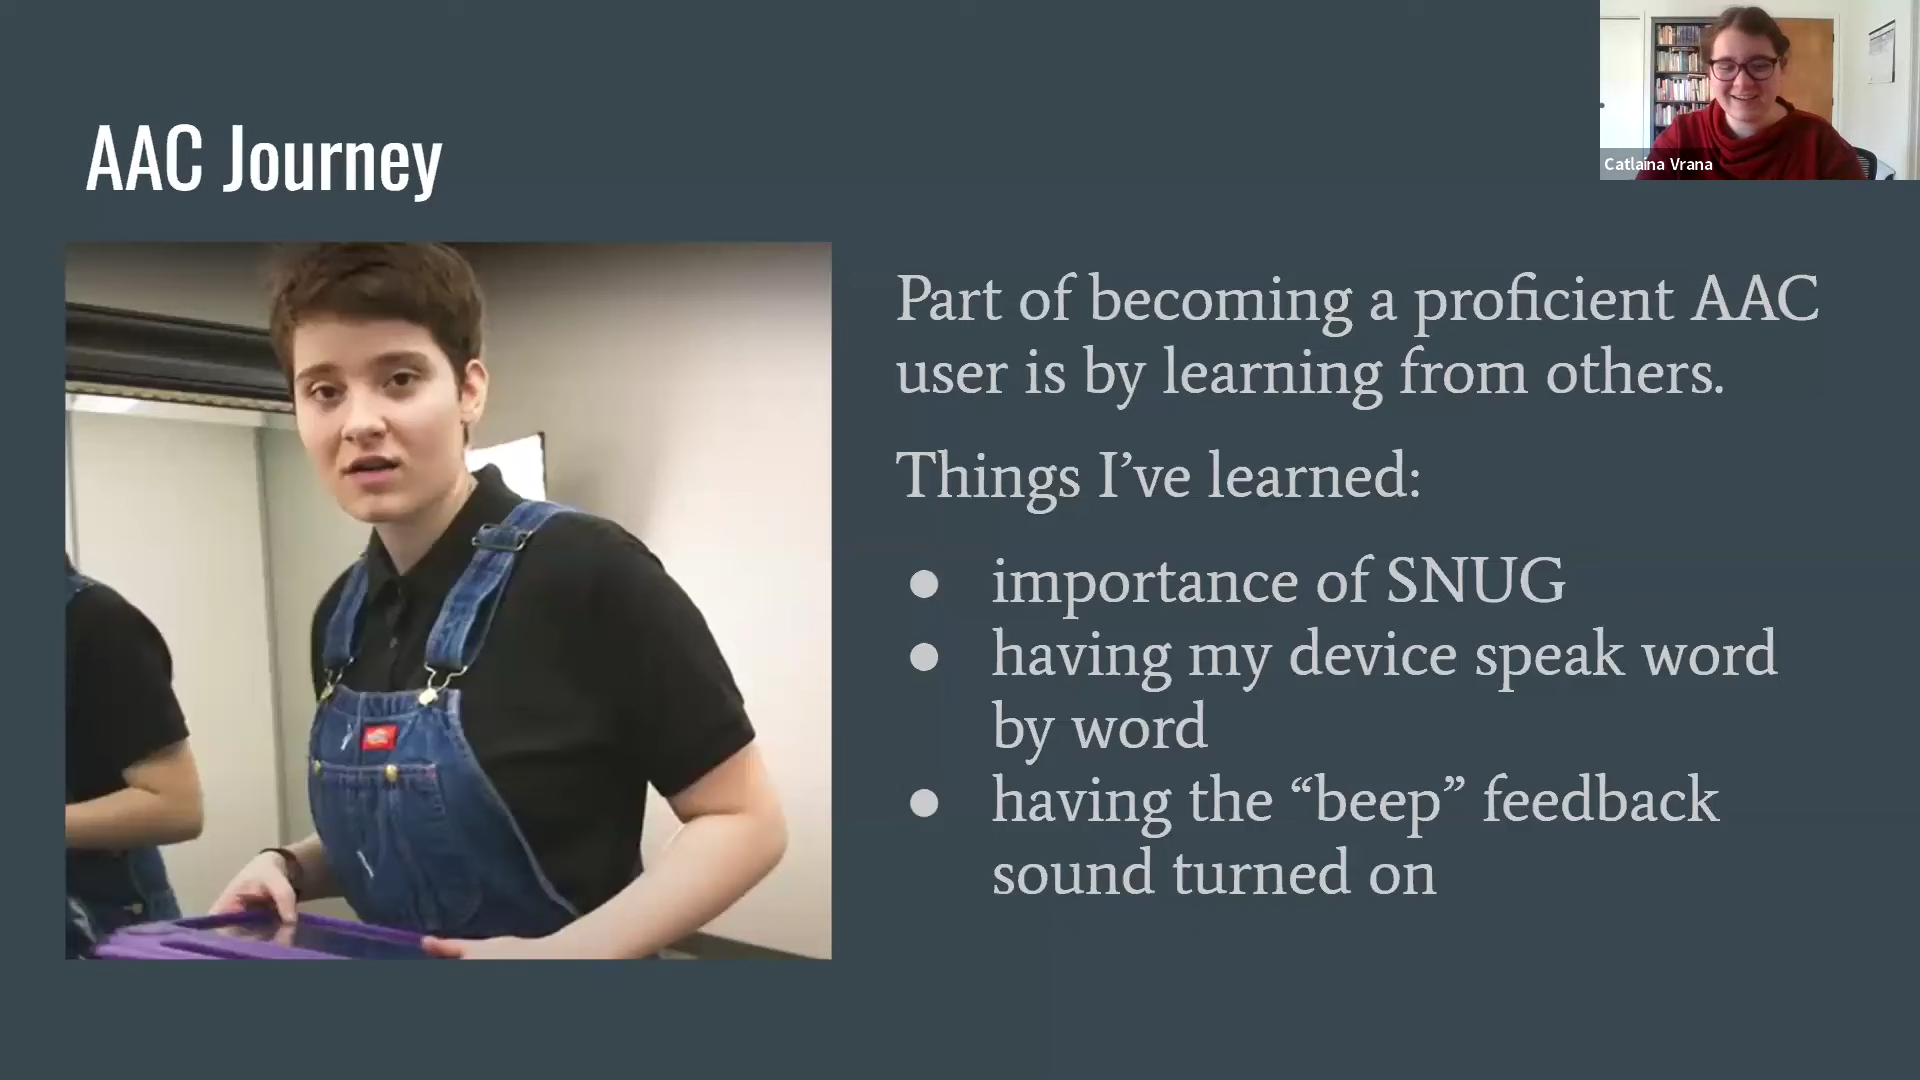 Catlaina Vrana
AAC Journey
Part of becoming a proficient AAC
user is by learning from others.
Things I’ve learned:
● importance of SNUG
● having my device speak word
by word
● having the “beep” feedback
sound turned on